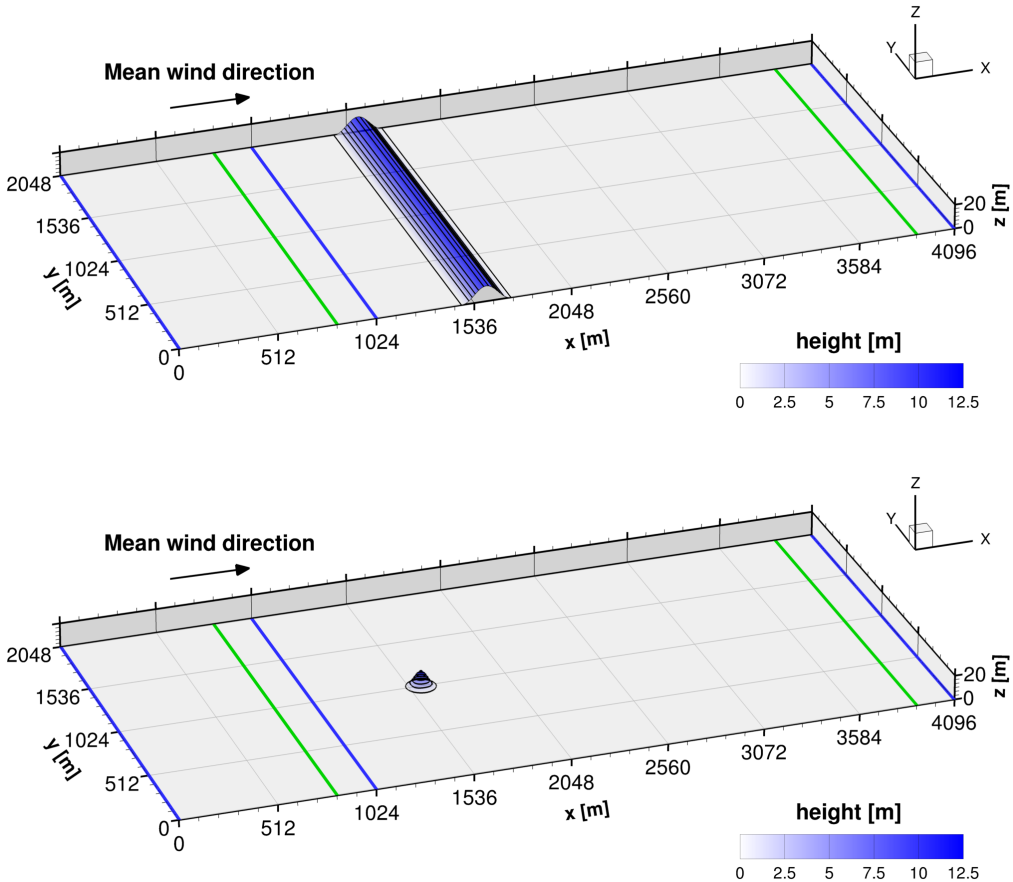 Z
Y
X
Mean wind direction
2048
1536
1024
512
0
y [m]
0
512
1024
1536
2048
2560
3072
3584
4096
x [m]
20
0
z [m]
height [m]
0 2.5 5 7.5 10 12.5
Z
Y
X
Mean wind direction
2048
1536
1024
512
0
y [m]
0
512
1024
1536
2048
2560
3072
3584
4096
x [m]
20
0
z [m]
height [m]
0 2.5 5 7.5 10 12.5